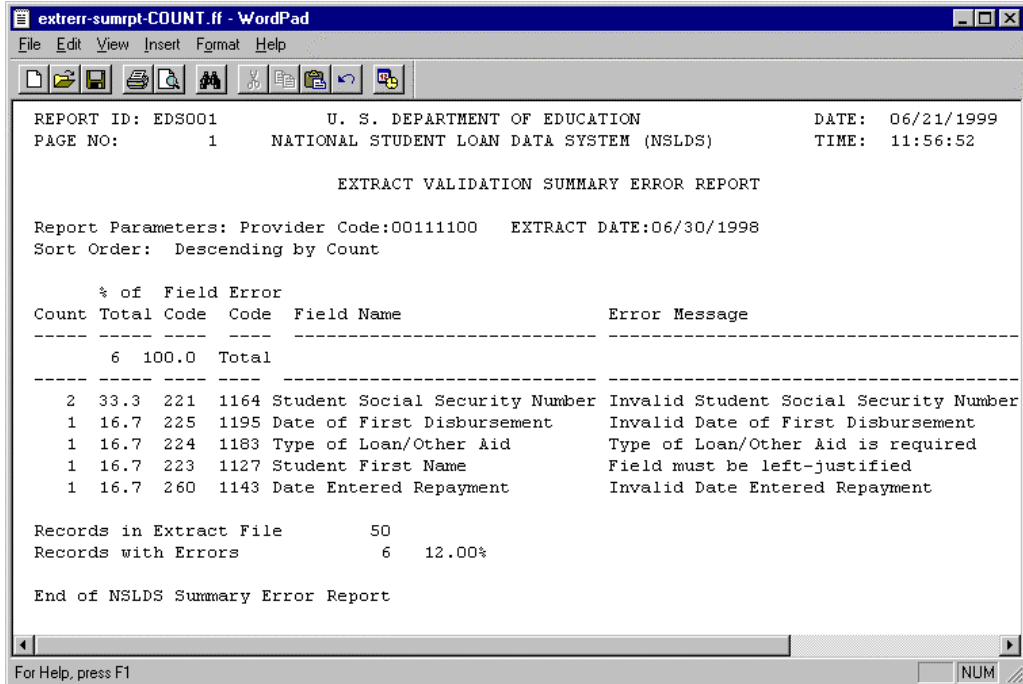 extrerr-sumrpt-COUNT.ff - WordPad
File Edit View Insert Format Help
REPORT ID: EDS001 U. S. DEPARTMENT OF EDUCATION DATE: 06/21/1999
PAGE NO: 1 NATIONAL STUDENT LOAN DATA SYSTEM (NSLDS) TIME: 11:56:52
EXTRACT VALIDATION SUMMARY ERROR REPORT
Report Parameters: Provider Code:00111100 EXTRACT DATE:06/30/1998
Sort Order: Descending by Count
% of Field Error
Count Total Code Code Field Name Error Message
----- ----- ---- ---- --------------------------- -------------------------------------
6 100.0 Total
----- ----- ---- ---- ---------------------------- -------------------------------------
2 33.3 221 1164 Student Social Security Number Invalid Student Social Security Number
1 16.7 225 1195 Date of First Disbursement Invalid Date of First Disbursement
1 16.7 224 1183 Type of Loan/Other Aid Type of Loan/Other Aid is required
1 16.7 223 1127 Student First Name Field must be left-justified
1 16.7 260 1143 Date Entered Repayment Invalid Date Entered Repayment
Records in Extract File 50
Records with Errors 6 12.00%
End of NSLDS Summary Error Report
For Help, press F1 NUM